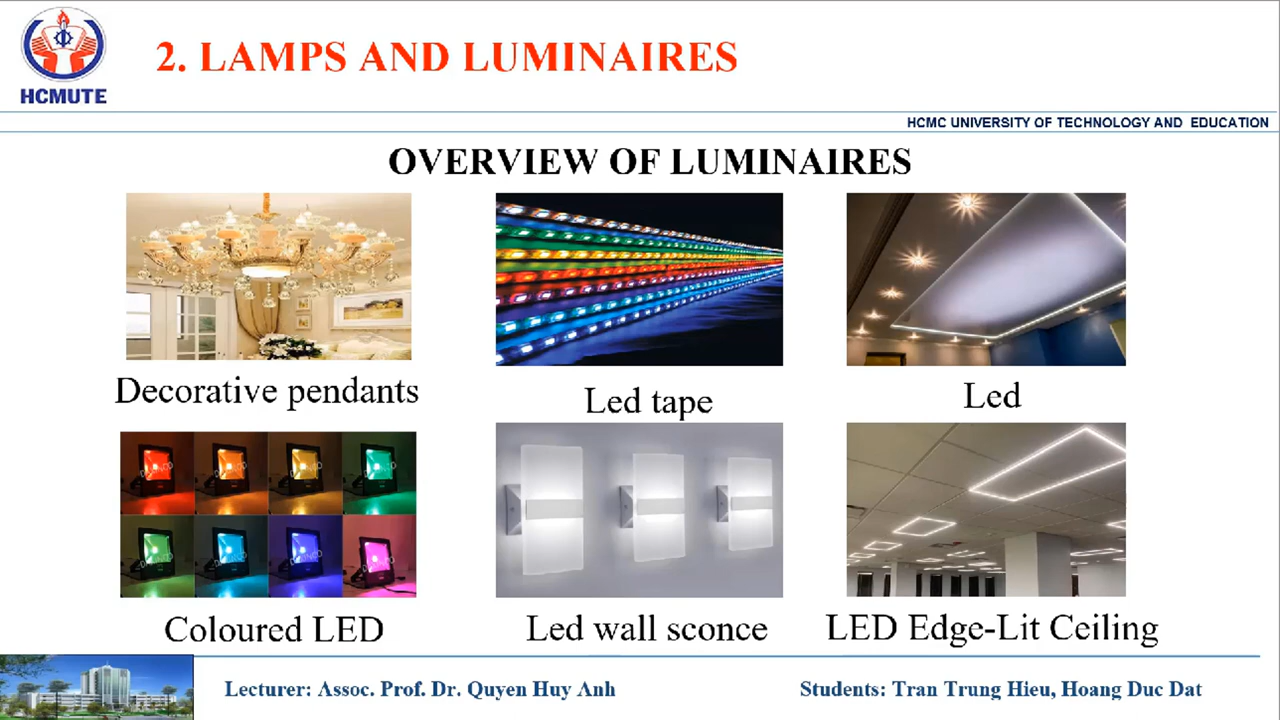 2. LAMPS AND LUMINAIRES
HCMUTE
HCMC UNIVERSITY OF TECHNOLOGY AND EDUCATION
OVERVIEW OF LUMINAIRES
Decorative pendants
Led tape
Led
Coloured LED
Led wall sconce
LED Edge-Lit Ceiling
Lecturer: Assoc. Prof. Dr. Quyen Huy Anh
Students: Tran Trung Hieu, Hoang Duc Dat